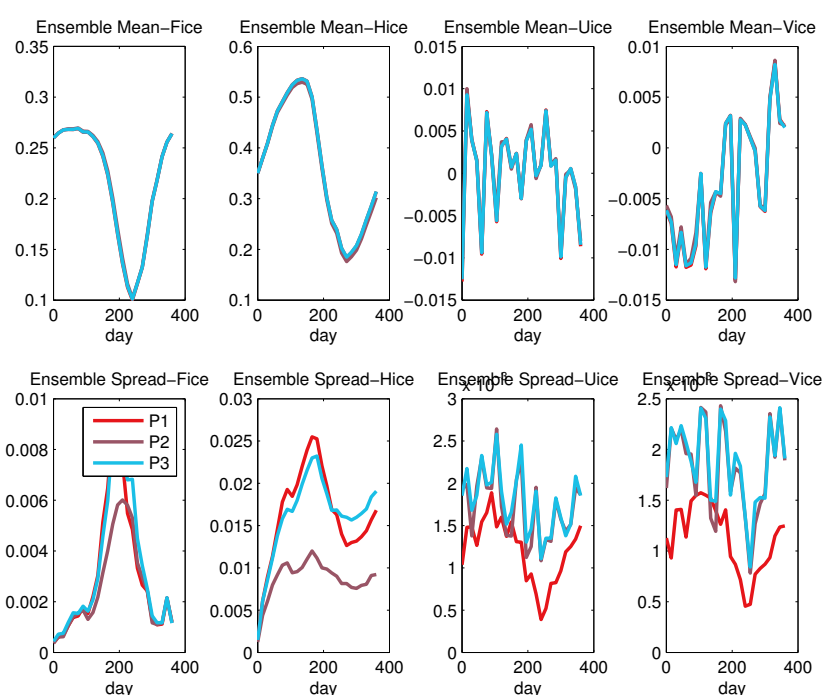 Ensemble Mean−Fice
Ensemble Mean−Hice
Ensemble Mean−Uice
Ensemble Mean−Vice
0.35
0.3
0.25
0.2
0.15
0.1
0 200 400
day
0.6
0.5
0.4
0.3
0.2
0.1
0 200 400
day
0.015
0.01
0.005
0
−0.005
−0.01
−0.015
0 200 400
day
0.01
0.005
0
−0.005
−0.01
−0.015
0 200 400
day
Ensemble Spread−Fice
Ensemble Spread−Hice
Ensemble Spread−Uice
Ensemble Spread−Vice
0.01
0.008
0.006
0.004
0.002
0
0 200 400
day
P1
P2
P3
0.03
0.025
0.02
0.015
0.01
0.005
0
0 200 400
day
x 10
3
2.5
2
1.5
1
0.5
0
0 200 400
day
x 10
2.5
2
1.5
1
0.5
0
0 200 400
day